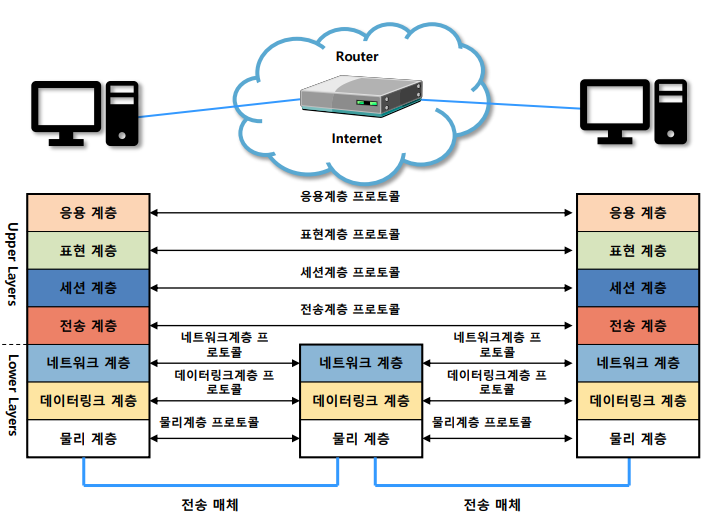 Router
Internet
응용계층 프로토콜
응용 계층
응용 계층
표현계층 프로토콜
표현 계층
표현 계층
세션계층 프로토콜
세션 계층
세션 계층
전송계층 프로토콜
전송 계층
전송 계층
Upper Layers
네트워크계층 프
로토콜
네트워크계층 프
로토콜
네트워크 계층
네트워크 계층
네트워크 계층
데이터링크계층 프
로토콜
데이터링크계층 프
로토콜
데이터링크 계층
데이터링크 계층
데이터링크 계층
물리계층 프로토콜
물리계층 프로토콜
물리 계층
물리 계층
물리 계층
Lower Layers
전송 매체
전송 매체